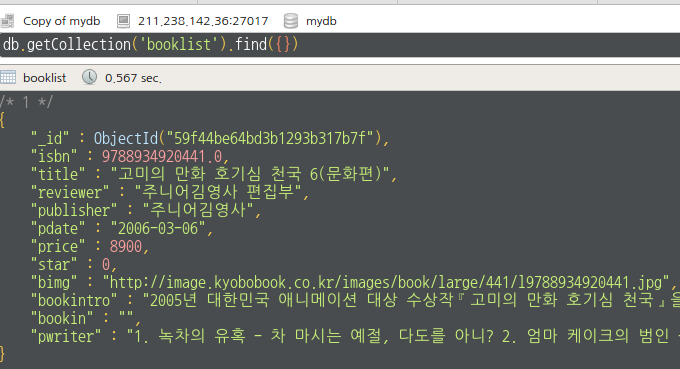 Copy of mydb 211.238.142.36:27017 mydb
db.getCollection('booklist').find({})
booklist 0.567 sec.
/* 1 */
{
"_id" : ObjectId("59f44be64bd3b1293b317b7f"),
"isbn" : 9788934920441.0,
"title" : "고미의 만화 호기심 천국 6(문화편)",
"reviewer" : "주니어김영사 편집부",
"publisher" : "주니어김영사",
"pdate" : "2006-03-06",
"price" : 8900,
"star" : 0,
"bimg" : "http://image.kyobobook.co.kr/images/book/large/441/l9788934920441.jpg",
"bookintro" : "2005년 대한민국 애니메이션 대상 수상작『 고미의 만화 호기심 천국 』을
"bookin" : "",
"pwriter" : "1. 녹차의 유혹 - 차 마시는 예절, 다도를 아니? 2. 엄마 케이크의 범인
}